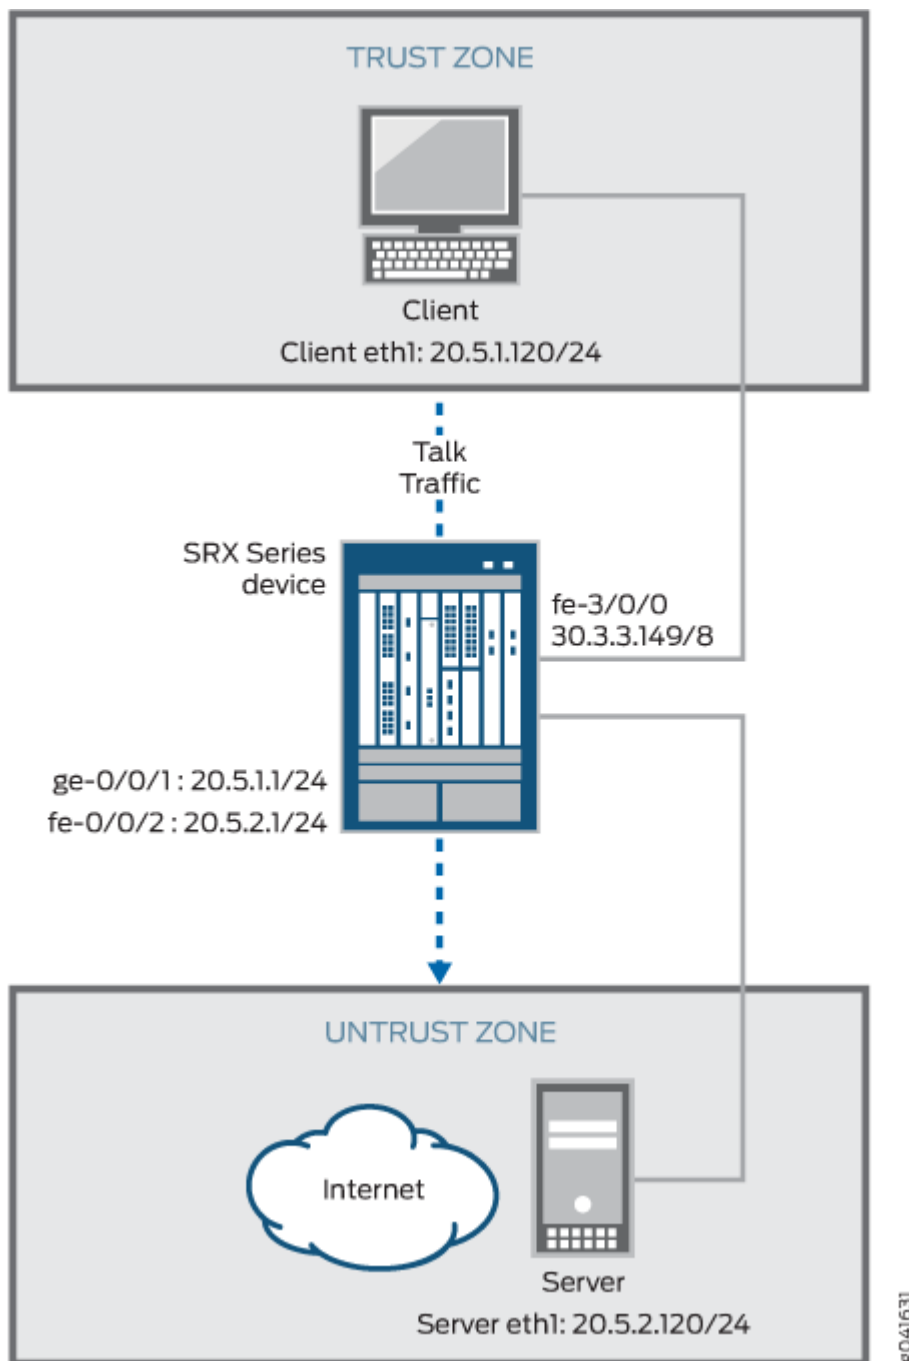 TRUST ZONE
Client
Client eth1: 20.5.1.120/24
Talk
Traffic
SRX Series
device
fe-3/0/0
30.3.3.149/8
ge-0/0/1 : 20.5.1.1/24
fe-0/0/2 : 20.5.2.1/24
UNTRUST ZONE
Internet
Server
Server eth1: 20.5.2.120/24
g041631